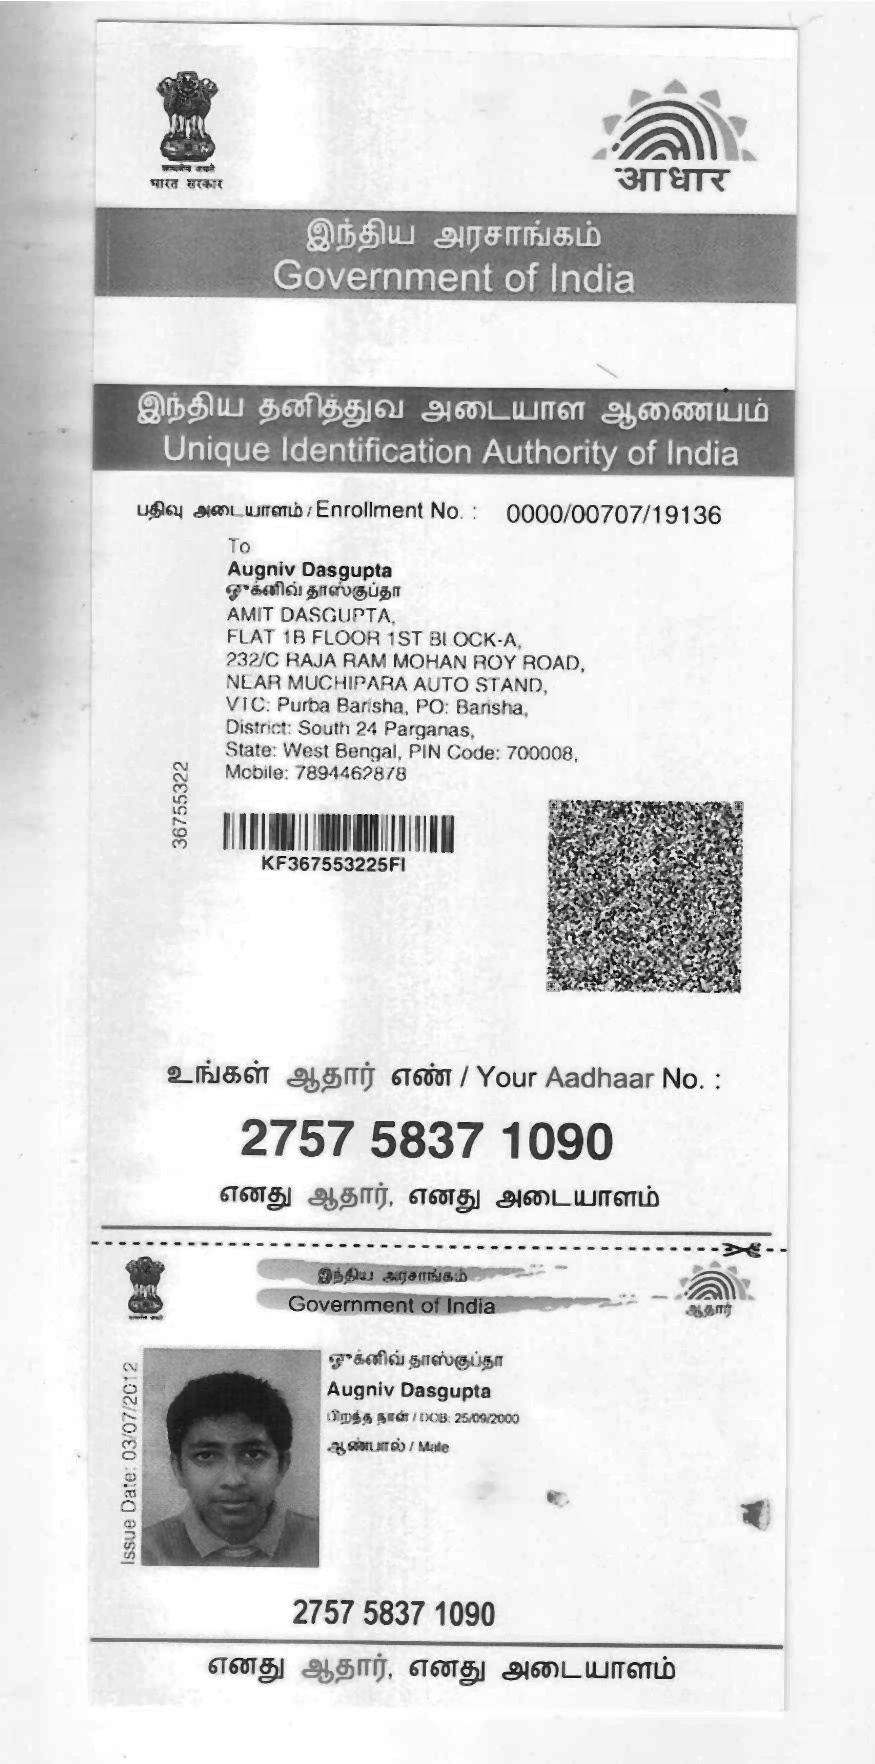 सत्यमेव जयते
भारत सरकार
आधार
இந்திய அரசாங்கம்
Government of India
இந்திய தனித்துவ அடையாள ஆணையம்
Unique Identification Authority of India
பதிவு அடையாளம் / Enrollment No. : 0000/00707/19136
To
Augniv Dasgupta
ஔக்னிவ் தாஸ்குப்தா
AMIT DASGUPTA,
FLAT 1B FLOOR 1ST BLOCK-A,
232/C RAJA RAM MOHAN ROY ROAD,
NEAR MUCHIPARA AUTO STAND,
VTC: Purba Barisha, PO: Barisha,
District: South 24 Parganas,
State: West Bengal, PIN Code: 700008,
Mobile: 7894462878
36755322
KF367553225FI
உங்கள் ஆதார் எண் / Your Aadhaar No. :
2757 5837 1090
எனது ஆதார், எனது அடையாளம்
இந்திய அரசாங்கம்
Government of India
ஆதார்
Issue Date: 03/07/2012
ஔக்னிவ் தாஸ்குப்தா
Augniv Dasgupta
பிறந்த நாள் / DOB: 25/09/2000
ஆண்பால் / Male
2757 5837 1090
எனது ஆதார், எனது அடையாளம்